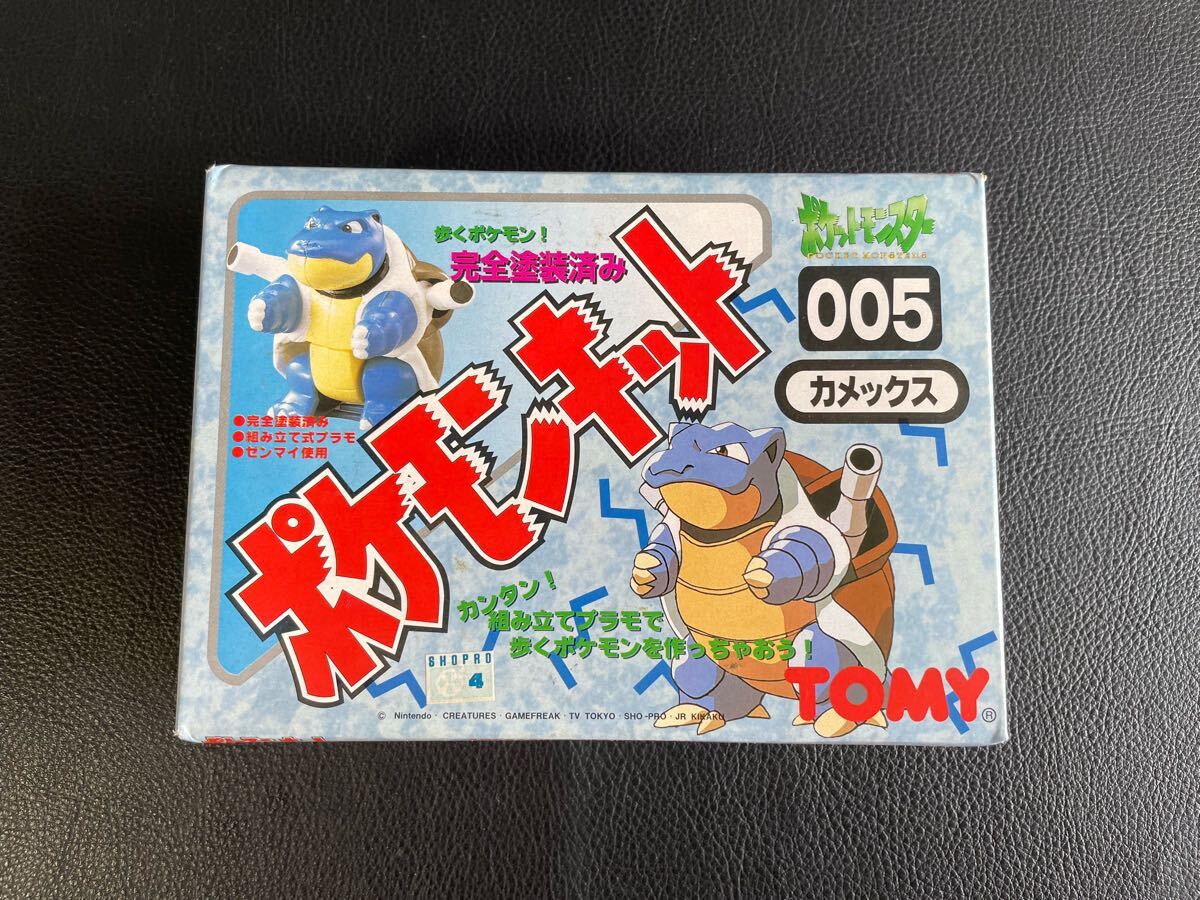 ポケットモンスター
POCKET MONSTERS
005
カメックス
歩くポケモン!
完全塗装済み
ポケモンキット
●完全塗装済み
●組み立て式プラモ
●ゼンマイ使用
カンタン!
組み立てプラモで
歩くポケモンを作っちゃおう!
SHOPRO
4
TOMY®
© Nintendo・CREATURES・GAMEFREAK・TV TOKYO・SHO-PRO・JR KIKAKU